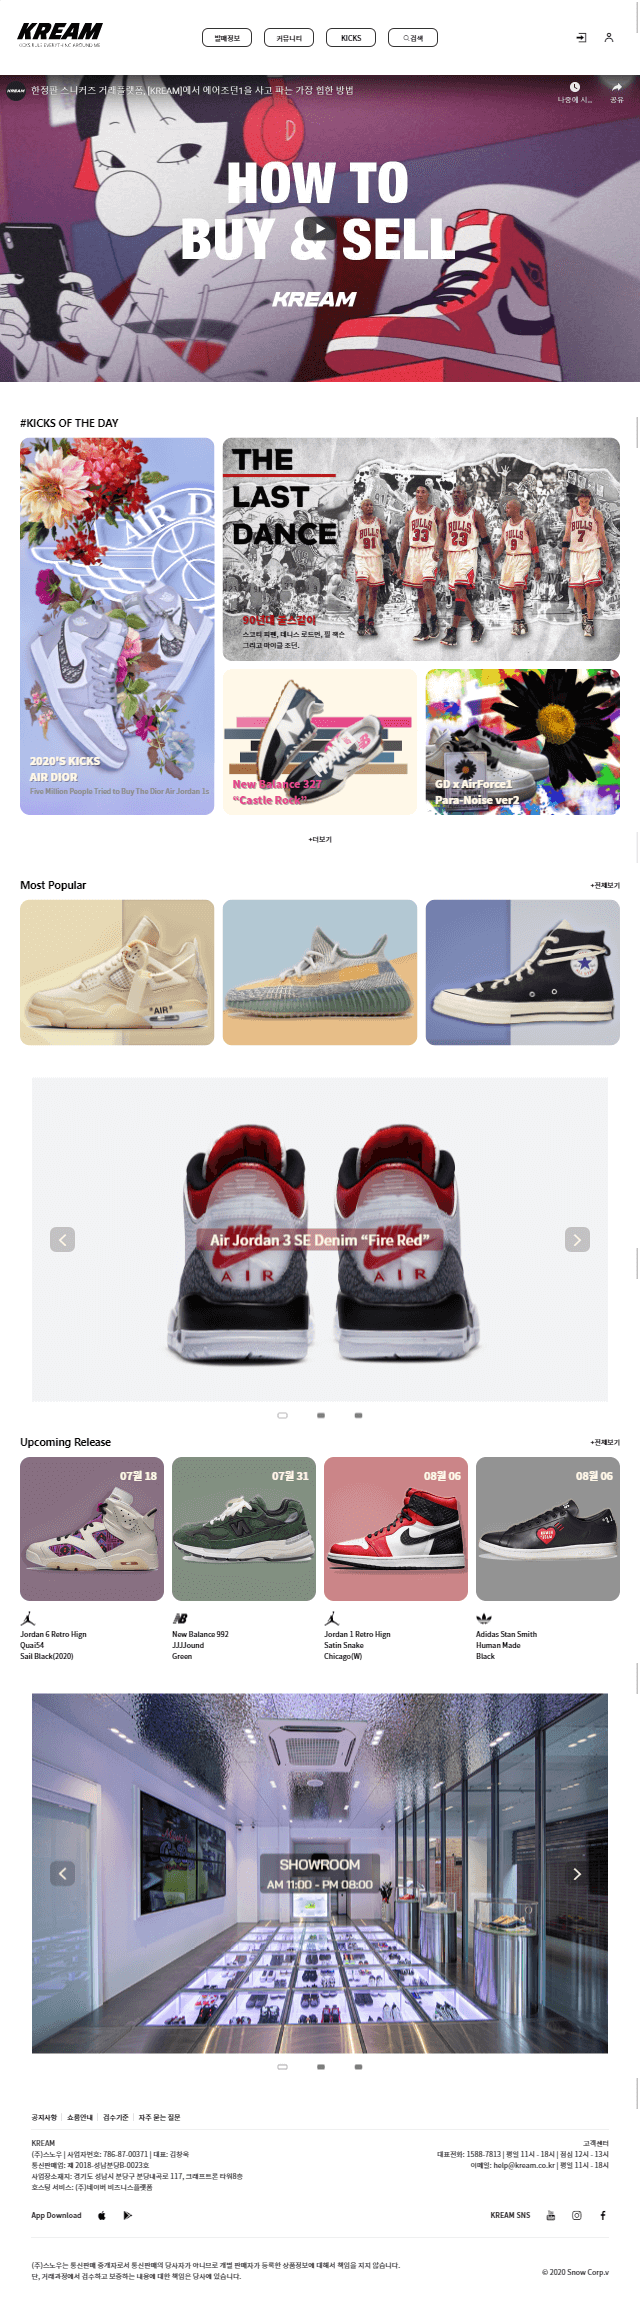 KREAM
KICKS RULE EVERYTHING AROUND ME
발매정보
커뮤니티
KICKS
검색
KREAM
한정판 스니커즈 거래플랫폼, [KREAM]에서 에어조던1을 사고 파는 가장 힙한 방법
나중에 시...
공유
HOW TO
BUY & SELL
KREAM
#KICKS OF THE DAY
AIR D
2020'S KICKS
AIR DIOR
Five Million People Tried to Buy The Dior Air Jordan 1s
THE
LAST
DANCE
BULLS
91
BULLS
33
BULLS
23
BULLS
9
BULLS
7
스코티 피펜, 데니스 로드먼, 필 잭슨
그리고 마이클 조던.
New Balance 327
“Castle Rock”
GD x AirForce1
Para-Noise ver2
+더보기
Most Popular
+전체보기
"AIR"
Air Jordan 3 SE Denim “Fire Red”
AIR
AIR
Upcoming Release
+전체보기
07월 18
07월 31
08월 06
08월 06
Jordan 6 Retro Hign
Quai54
Sail Black(2020)
New Balance 992
JJJJound
Green
Jordan 1 Retro Hign
Satin Snake
Chicago(W)
Adidas Stan Smith
Human Made
Black
SHOWROOM
AM 11:00 - PM 08:00
공지사항 | 쇼룸안내 | 검수기준 | 자주 묻는 질문
KREAM
(주)스노우 | 사업자번호: 786-87-00371 | 대표: 김창욱
통신판매업: 제 2018-성남분당B-0023호
사업장소재지: 경기도 성남시 분당구 분당내곡로 117, 크래프트온 타워8층
호스팅 서비스: (주)네이버 비즈니스플랫폼
고객센터
대표전화: 1588-7813 | 평일 11시 - 18시 | 점심 12시 - 13시
이메일: help@kream.co.kr | 평일 11시 - 18시
App Download
KREAM SNS
(주)스노우는 통신판매 중개자로서 통신판매의 당사자가 아니므로 개별 판매자가 등록한 상품정보에 대해서 책임을 지지 않습니다.
단, 거래과정에서 검수하고 보증하는 내용에 대한 책임은 당사에 있습니다.
© 2020 Snow Corp.v